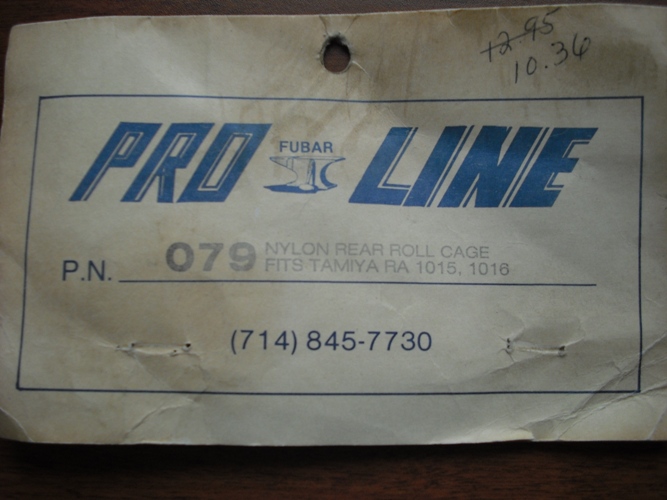 12.95
10.36
PRO FUBAR LINE
P.N. 079 NYLON REAR ROLL CAGE
FITS TAMIYA RA 1015, 1016
(714) 845-7730